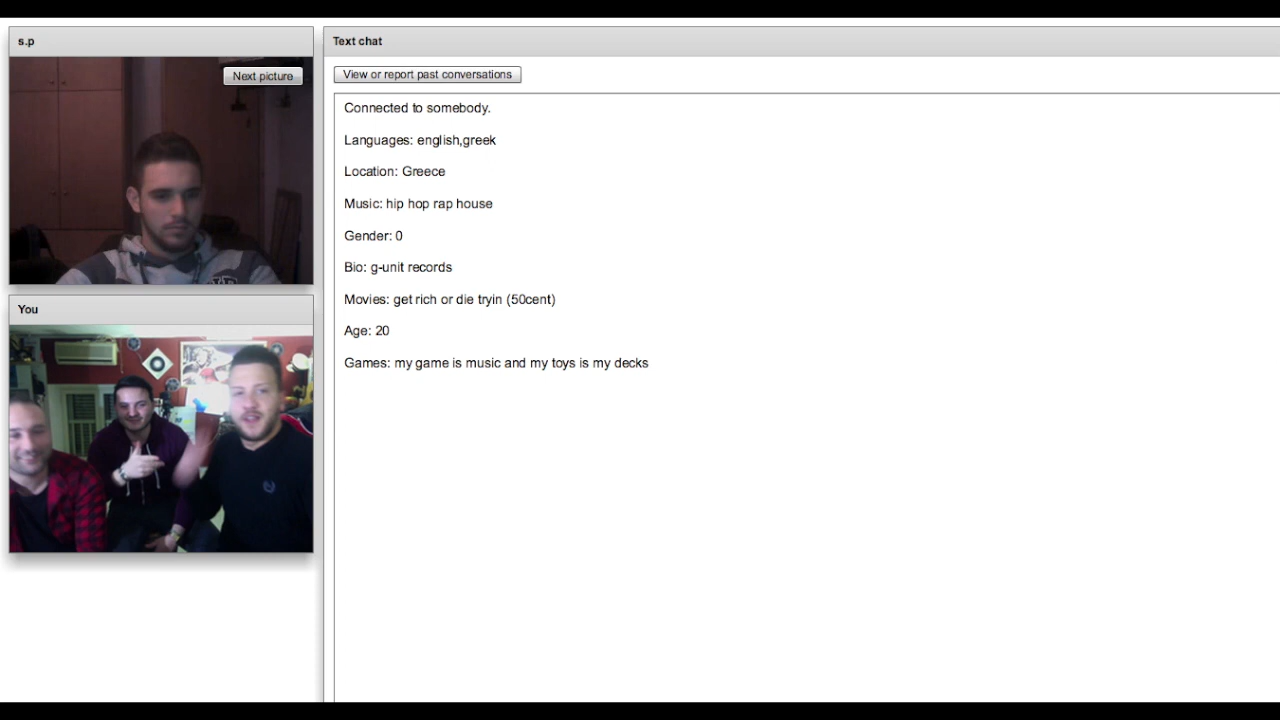 s.p
Next picture
You
Text chat
View or report past conversations
Connected to somebody.
Languages: english,greek
Location: Greece
Music: hip hop rap house
Gender: 0
Bio: g-unit records
Movies: get rich or die tryin (50cent)
Age: 20
Games: my game is music and my toys is my decks